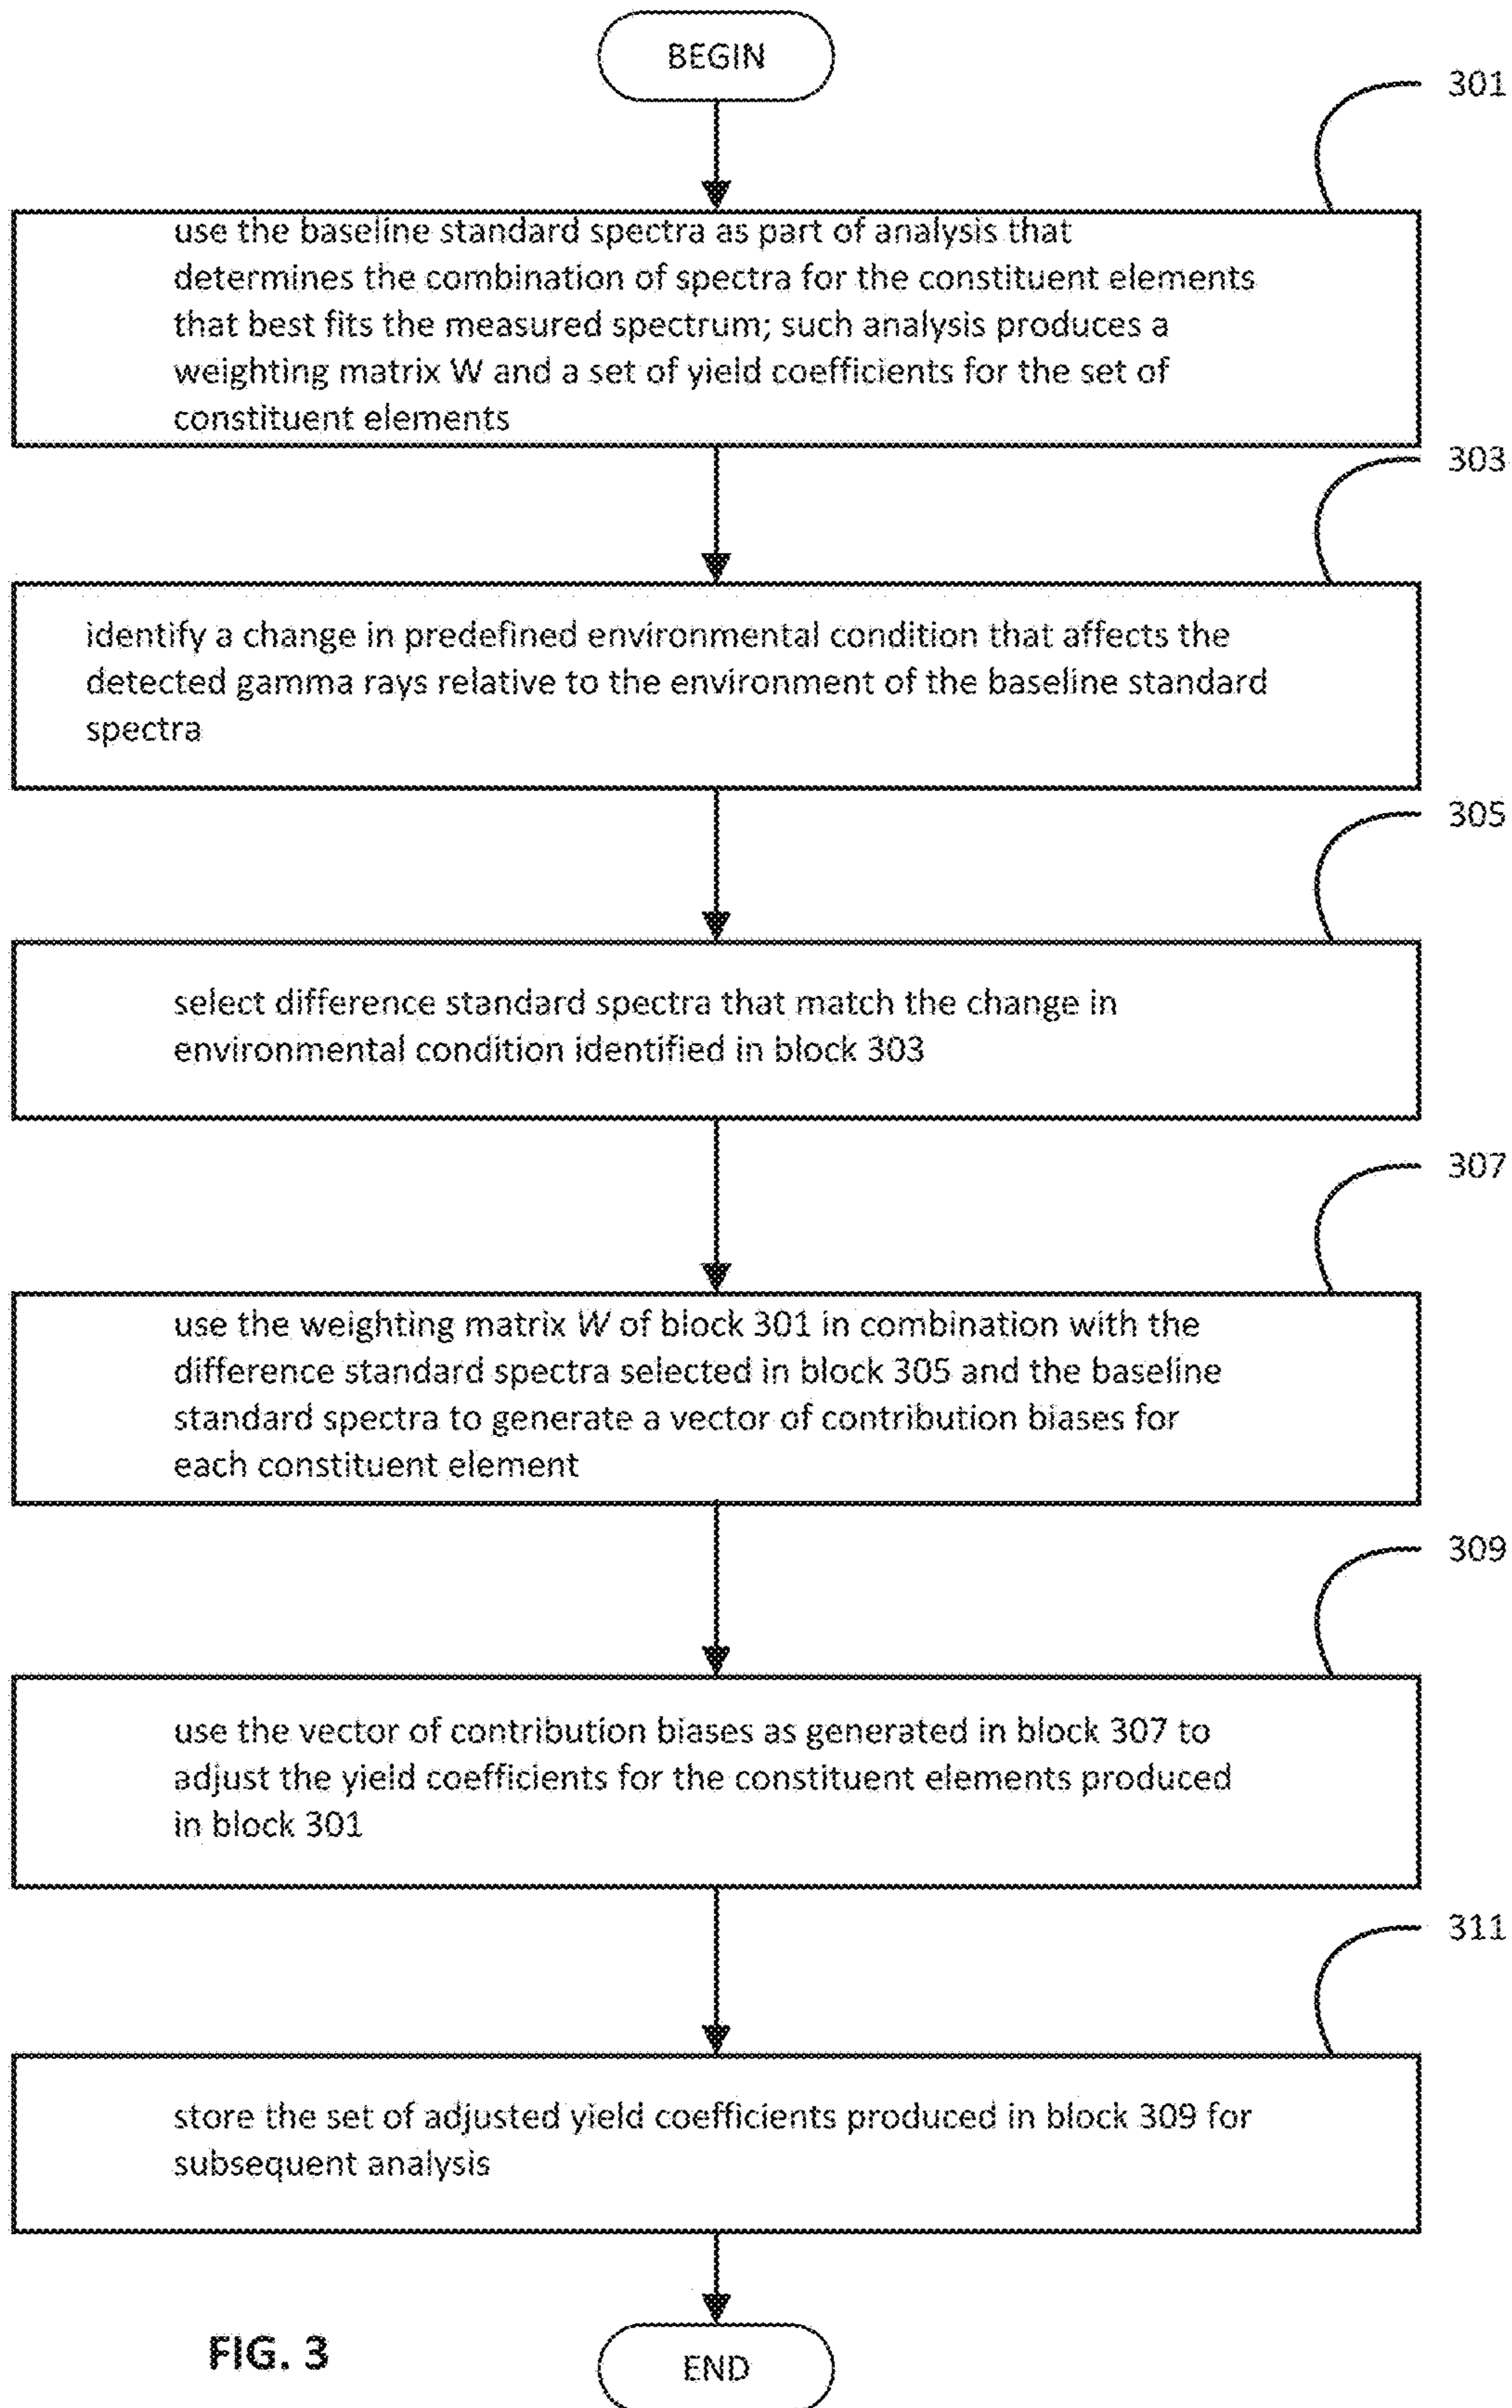 BEGIN
301
use the baseline standard spectra as part of analysis that
determines the combination of spectra for the constituent elements
that best fits the measured spectrum; such analysis produces a
weighting matrix W and a set of yield coefficients for the set of
constituent elements
303
identify a change in predefined environmental condition that affects the
detected gamma rays relative to the environment of the baseline standard
spectra
305
select difference standard spectra that match the change in
environmental condition identified in block 303
307
use the weighting matrix W of block 301 in combination with the
difference standard spectra selected in block 305 and the baseline
standard spectra to generate a vector of contribution biases for
each constituent element
309
use the vector of contribution biases as generated in block 307 to
adjust the yield coefficients for the constituent elements produced
in block 301
311
store the set of adjusted yield coefficients produced in block 309 for
subsequent analysis
FIG. 3
END